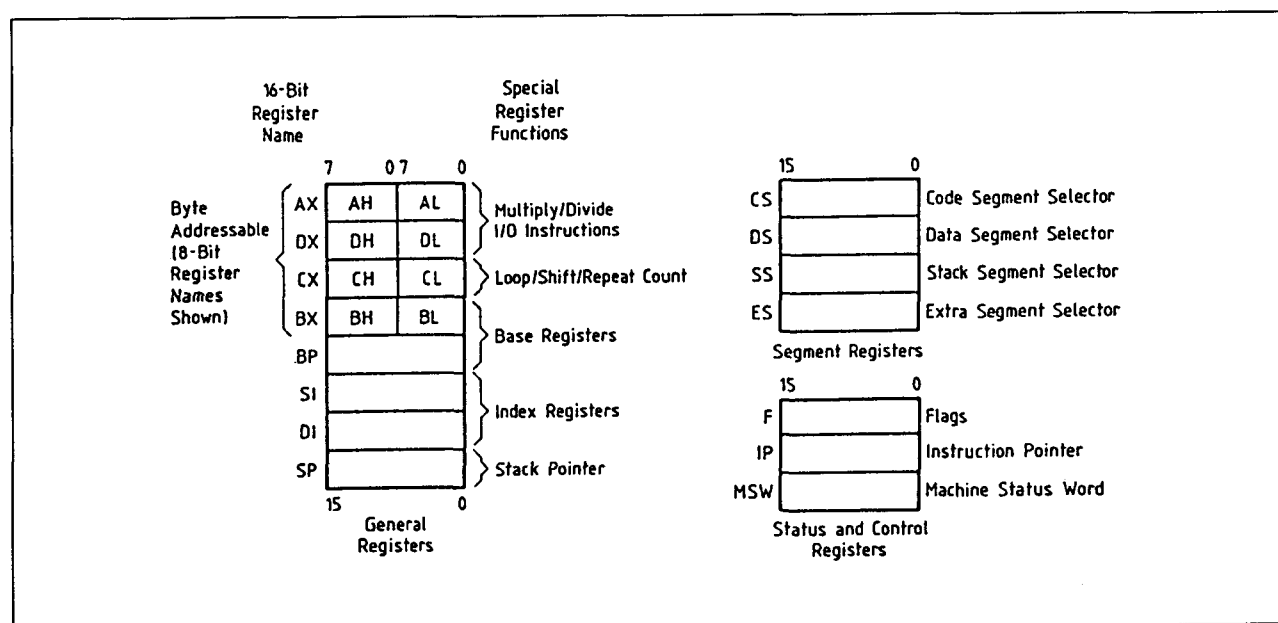 16-Bit
Register
Name
Special
Register
Functions
7 0 7 0
Byte
Addressable
(8-Bit
Register
Names
Shown)
AX AH AL
DX DH DL
Multiply/Divide
I/O Instructions
CX CH CL Loop/Shift/Repeat Count
BX BH BL
BP
Base Registers
SI
DI
Index Registers
SP Stack Pointer
15 0
General
Registers
15 0
CS Code Segment Selector
DS Data Segment Selector
SS Stack Segment Selector
ES Extra Segment Selector
Segment Registers
15 0
F Flags
IP Instruction Pointer
MSW Machine Status Word
Status and Control
Registers